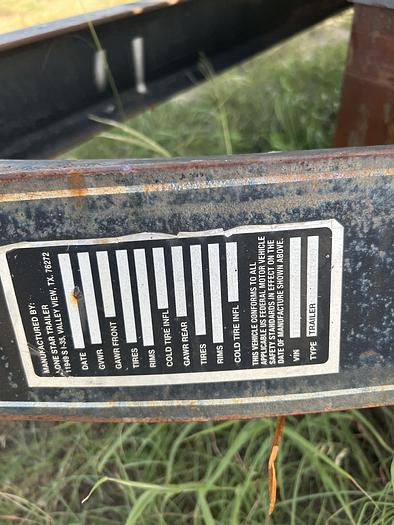 MANUFACTURED BY:
LONE STAR TRAILER
11949 S I-35, VALLEY VIEW, TX. 76272
DATE
GVWR
GAWR FRONT
TIRES
RIMS
COLD TIRE INFL
GAWR REAR
TIRES
RIMS
COLD TIRE INFL
THIS VEHICLE CONFORMS TO ALL
APPLICABLE US FEDERAL MOTOR VEHICLE
SAFETY STANDARDS IN EFFECT ON THE
DATE OF MANUFACTURE SHOWN ABOVE.
VIN
TYPE TRAILER